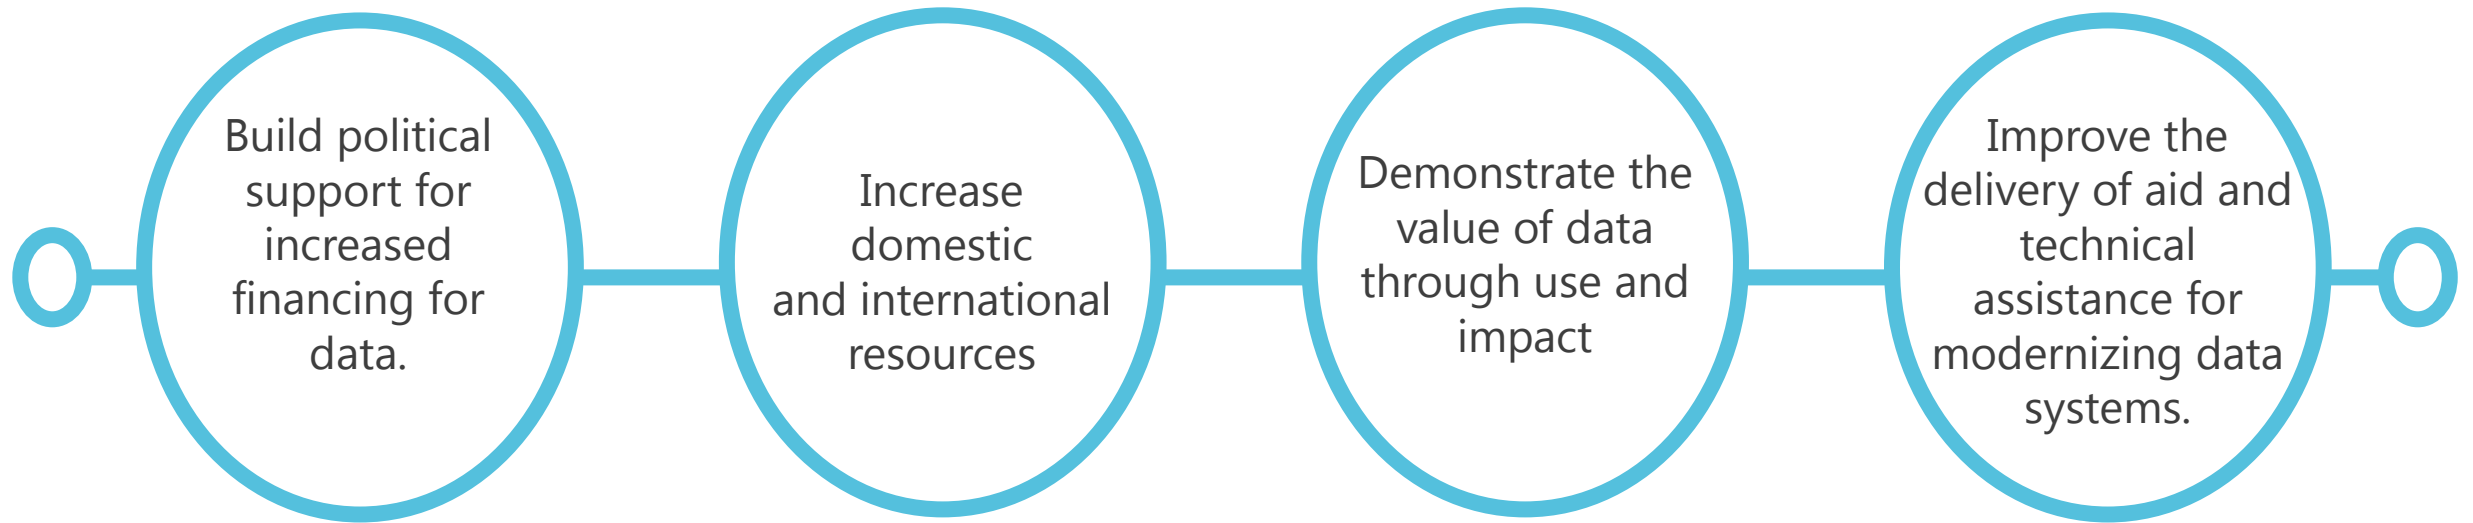 Build political
support for
increased
financing for
data.
Increase
domestic
and international
resources
Demonstrate the
value of data
through use and
impact
Improve the
delivery of aid and
technical
assistance for
modernizing data
systems.